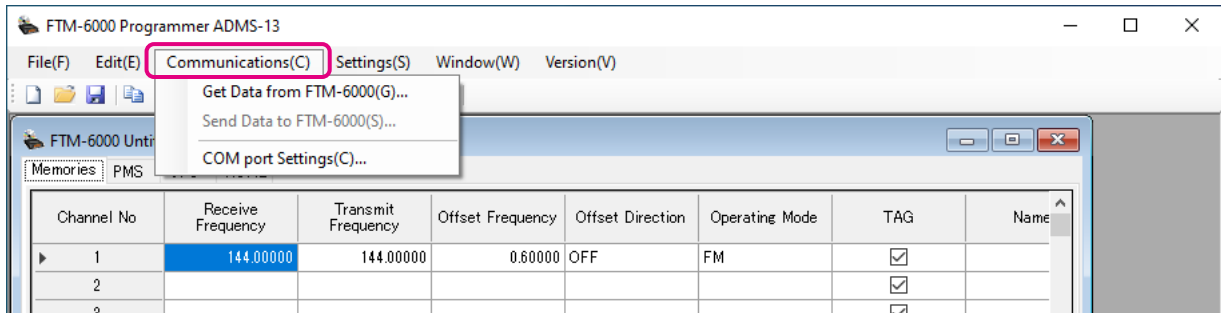 FTM-6000 Programmer ADMS-13
File(F) Edit(E) Communications(C) Settings(S) Window(W) Version(V)
Get Data from FTM-6000(G)...
Send Data to FTM-6000(S)...
COM port Settings(C)...
FTM-6000
Memories PMS
Channel No Receive Frequency Transmit Frequency Offset Frequency Offset Direction Operating Mode TAG Name
1 144.00000 144.00000 0.60000 OFF FM
2